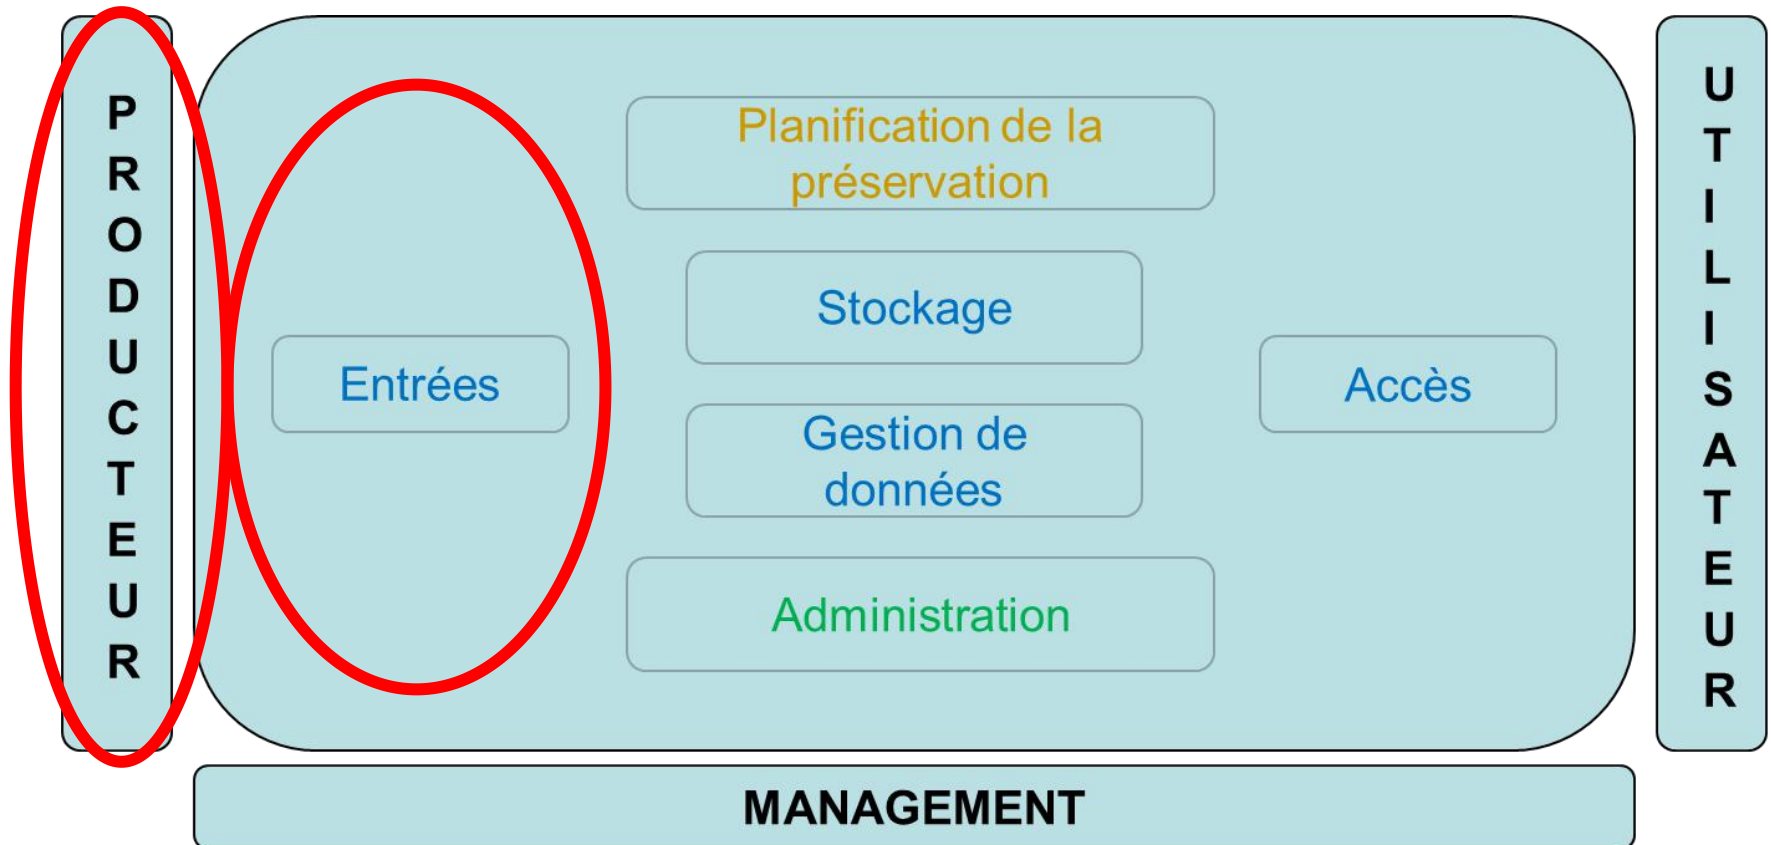 PRODUCTEUR
Planification de la
préservation
Stockage
Entrées
Gestion de
données
Accès
Administration
UTILISATEUR
MANAGEMENT